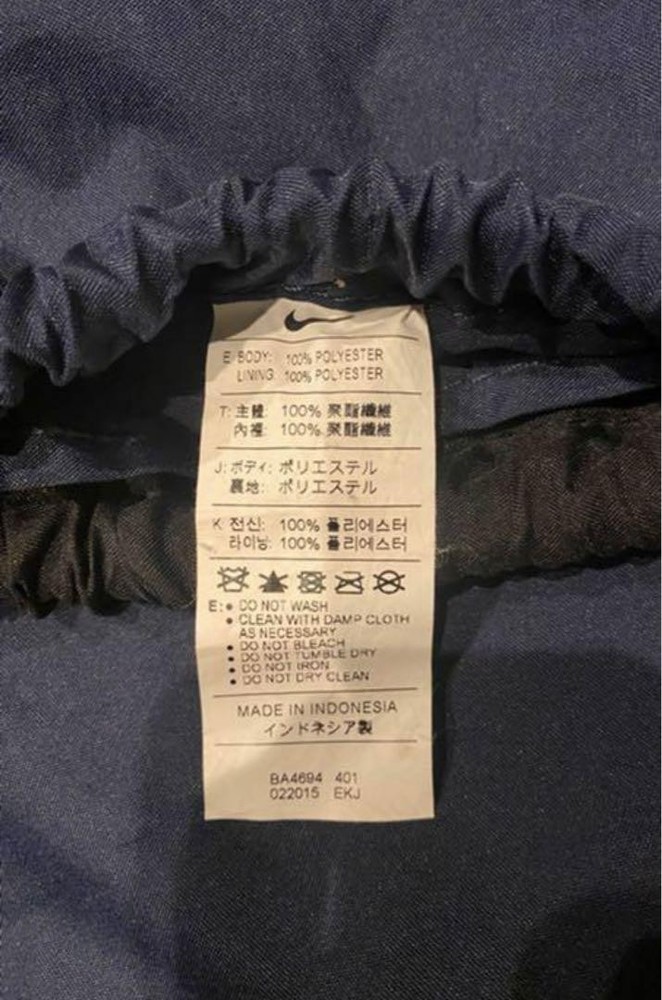 E: BODY: 100% POLYESTER
LINING: 100% POLYESTER
T: 主體: 100% 聚酯纖維
內裡: 100% 聚酯纖維
J: ボディ: ポリエステル
裏地: ポリエステル
K 전신: 100% 폴리에스터
라이닝: 100% 폴리에스터
E: • DO NOT WASH
• CLEAN WITH DAMP CLOTH
AS NECESSARY
• DO NOT BLEACH
• DO NOT TUMBLE DRY
• DO NOT IRON
• DO NOT DRY CLEAN
MADE IN INDONESIA
インドネシア製
BA4694 401
022015 EKJ